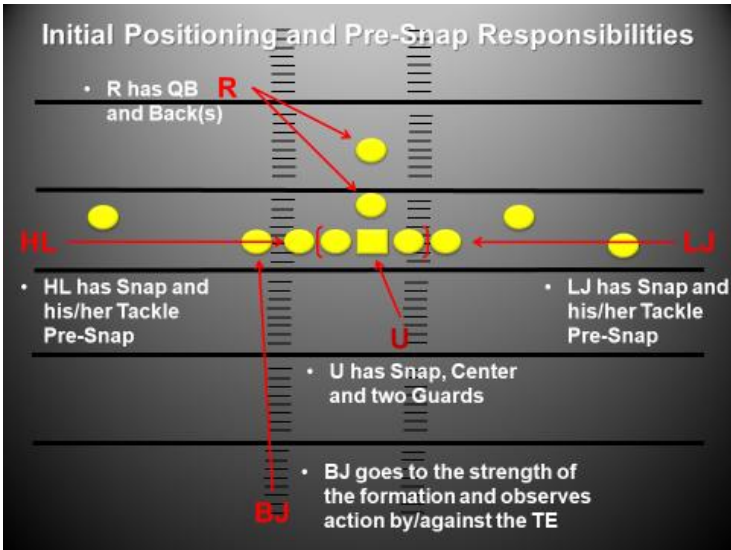 Initial Positioning and Pre-Snap Responsibilities
• R has QB
and Back(s)
R
HL
LJ
• HL has Snap and
his/her Tackle
Pre-Snap
• LJ has Snap and
his/her Tackle
Pre-Snap
U
• U has Snap, Center
and two Guards
• BJ goes to the strength of
the formation and observes
action by/against the TE
BJ